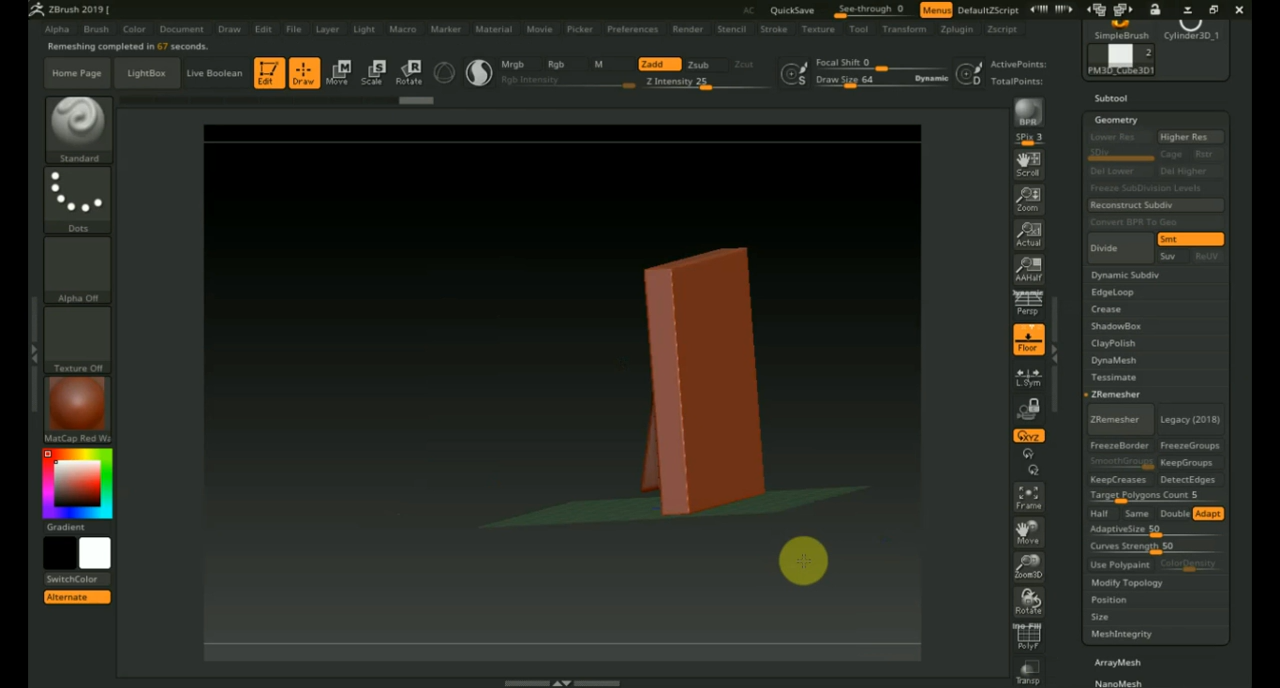 ZBrush 2019 [
AC QuickSave See-through 0 Menus DefaultZScript
Alpha Brush Color Document Draw Edit File Layer Light Macro Marker Material Movie Picker Preferences Render Stencil Stroke Texture Tool Transform Zplugin Zscript
Remeshing completed in 67 seconds.
Home Page LightBox Live Boolean Edit Draw Move Scale Rotate
Mrgb Rgb M Zadd Zsub
Rgb Intensity Z Intensity 25
Focal Shift 0
Draw Size 64 Dynamic
S D
ActivePoints:
TotalPoints:
Standard
Dots
Alpha Off
Texture Off
MatCap Red Wa
Gradient
SwitchColor
Alternate
BPR
SPix 3
Scroll
Zoom
Actual
AAHalf
Dynamic
Persp
Floor
L.Sym
XYZ
Frame
Move
Zoom3D
Rotate
Line Fill
PolyF
Transp
SimpleBrush Cylinder3D_1
2
PM3D_Cube3D1
Subtool
Geometry
Lower Res Higher Res
SDiv Cage Rstr
Del Lower Del Higher
Freeze SubDivision Levels
Reconstruct Subdiv
Convert BPR To Geo
Divide Smt
Suv ReUV
Dynamic Subdiv
EdgeLoop
Crease
ShadowBox
ClayPolish
DynaMesh
Tessimate
ZRemesher
ZRemesher Legacy (2018)
FreezeBorder FreezeGroups
SmoothGroups KeepGroups
KeepCreases DetectEdges
Target Polygons Count 5
Half Same Double Adapt
AdaptiveSize 50
Curves Strength 50
Use Polypaint ColorDensity
Modify Topology
Position
Size
MeshIntegrity
ArrayMesh
NanoMesh